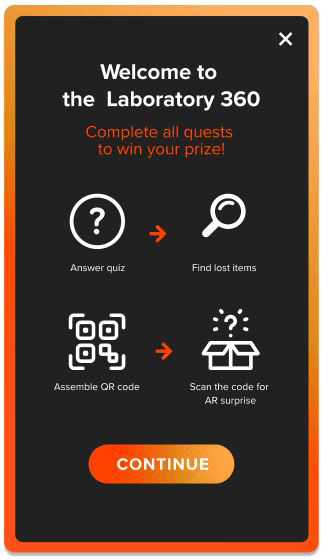 Welcome to
the Laboratory 360
Complete all quests
to win your prize!
Answer quiz
Find lost items
Assemble QR code
Scan the code for
AR surprise
CONTINUE